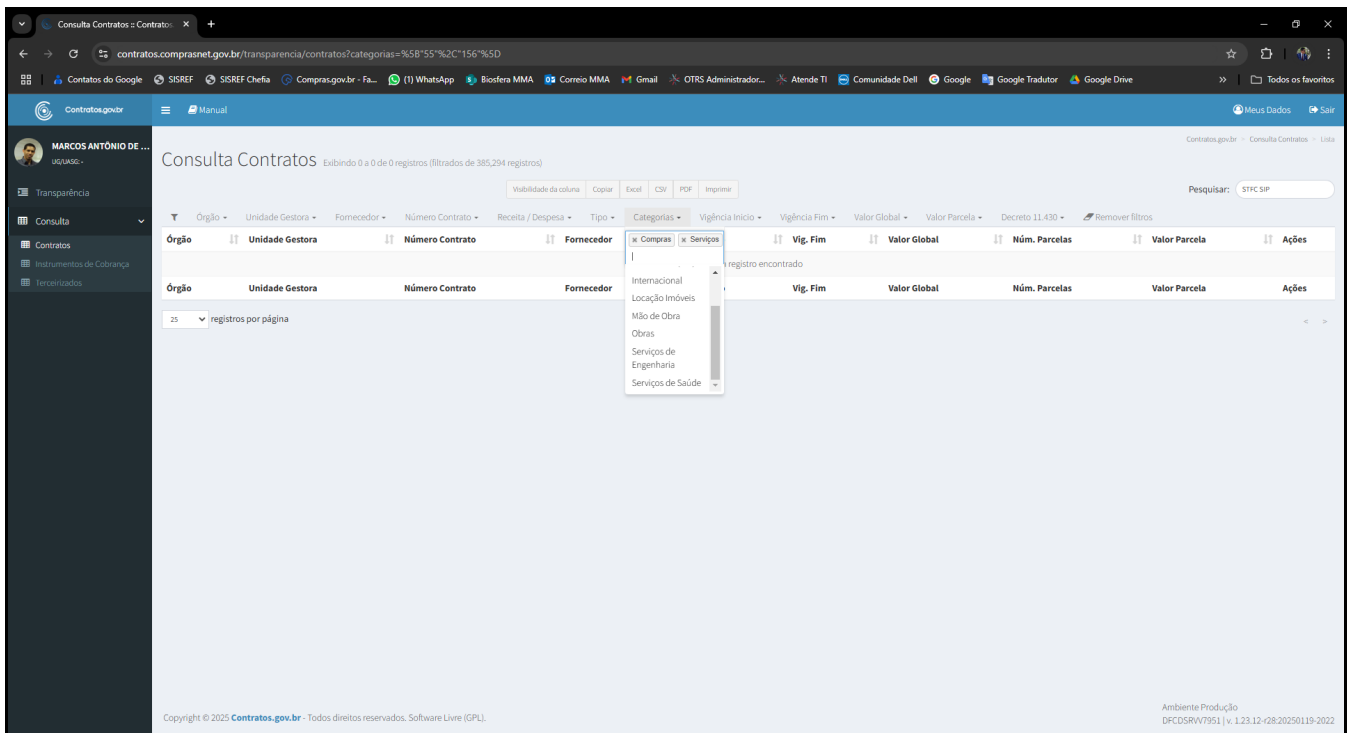 Consulta Contratos :: Contratos
contratos.comprasnet.gov.br/transparencia/contratos?categorias=%5B"55"%2C"156"%5D
Contatos do Google SISREF SISREF Chefia Compras.gov.br - Fa... (1) WhatsApp Biosfera MMA Correio MMA Gmail OTRS Administrador... Atende TI Comunidade Dell Google Google Tradutor Google Drive » Todos os favoritos
Contratos.gov.br Manual Meus Dados Sair
MARCOS ANTÔNIO DE ...
UG/UASG: -
Contratos.gov.br > Consulta Contratos > Lista
Consulta Contratos Exibindo 0 a 0 de 0 registros (filtrados de 385,294 registros)
Transparência
Visibilidade da coluna Copiar Excel CSV PDF Imprimir
Pesquisar: STFC SIP
Consulta
Órgão Unidade Gestora Fornecedor Número Contrato Receita / Despesa Tipo Categorias Vigência Inicio Vigência Fim Valor Global Valor Parcela Decreto 11.430 Remover filtros
Contratos
Instrumentos de Cobrança
Terceirizados
Órgão Unidade Gestora Número Contrato Fornecedor Vig. Fim Valor Global Núm. Parcelas Valor Parcela Ações
× Compras × Serviços
registro encontrado
Internacional
Locação Imóveis
Mão de Obra
Obras
Serviços de
Engenharia
Serviços de Saúde
Órgão Unidade Gestora Número Contrato Fornecedor Vig. Fim Valor Global Núm. Parcelas Valor Parcela Ações
25 registros por página
< >
Copyright © 2025 Contratos.gov.br - Todos direitos reservados. Software Livre (GPL).
Ambiente Produção
DFCDSRVV7951 | v. 1.23.12-r28:20250119-2022